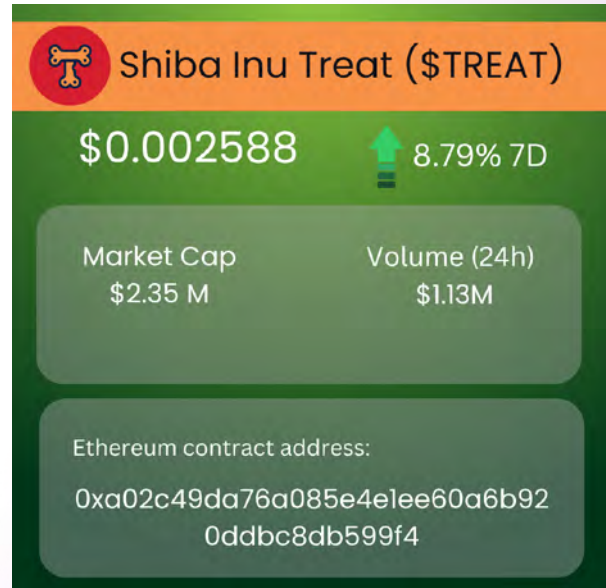 Shiba Inu Treat ($TREAT)
$0.002588
8.79% 7D
Market Cap
Volume (24h)
$2.35 M
$1.13M
Ethereum contract address:
0xa02c49da76a085e4e1ee60a6b92
0ddbc8db599f4